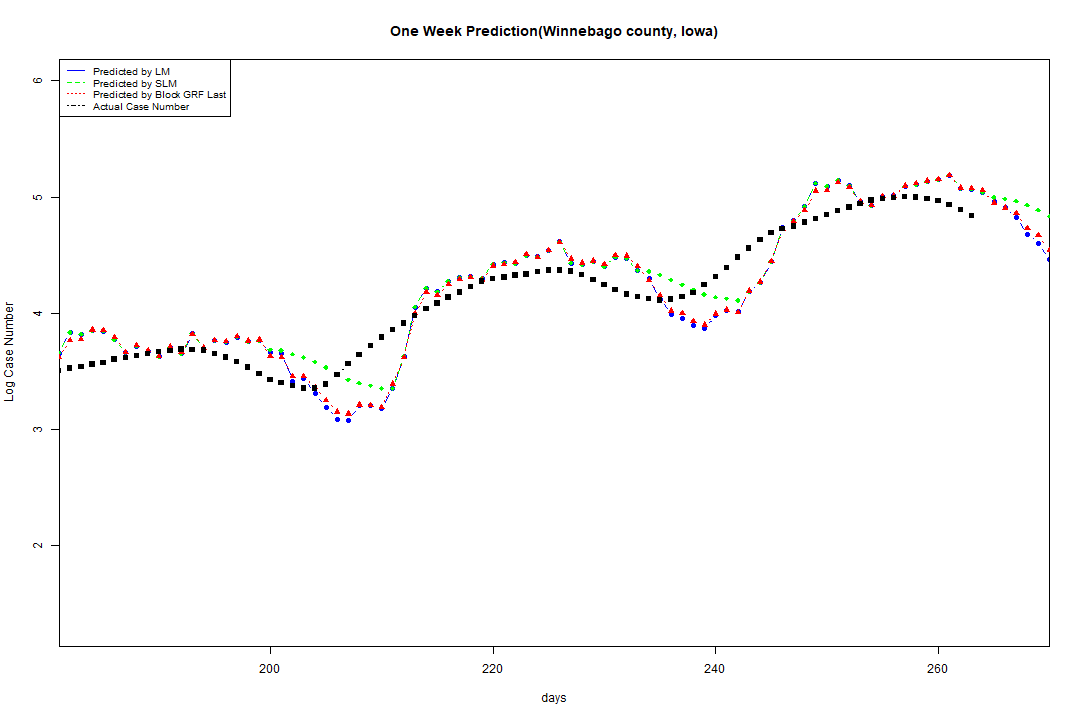 One Week Prediction(Winnebago county, Iowa)
Predicted by LM
Predicted by SLM
Predicted by Block GRF Last
Actual Case Number
6
5
4
3
2
Log Case Number
200 220 240 260
days